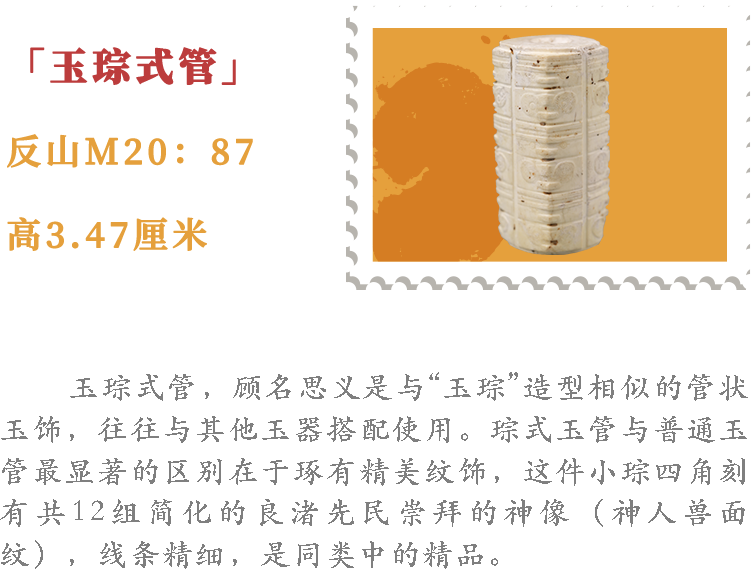 「玉琮式管」
反山M20：87
高3.47厘米
玉琮式管，顾名思义是与“玉琮”造型相似的管状
玉饰，往往与其他玉器搭配使用。琮式玉管与普通玉
管最显著的区别在于琢有精美纹饰，这件小琮四角刻
有共12组简化的良渚先民崇拜的神像（神人兽面
纹），线条精细，是同类中的精品。